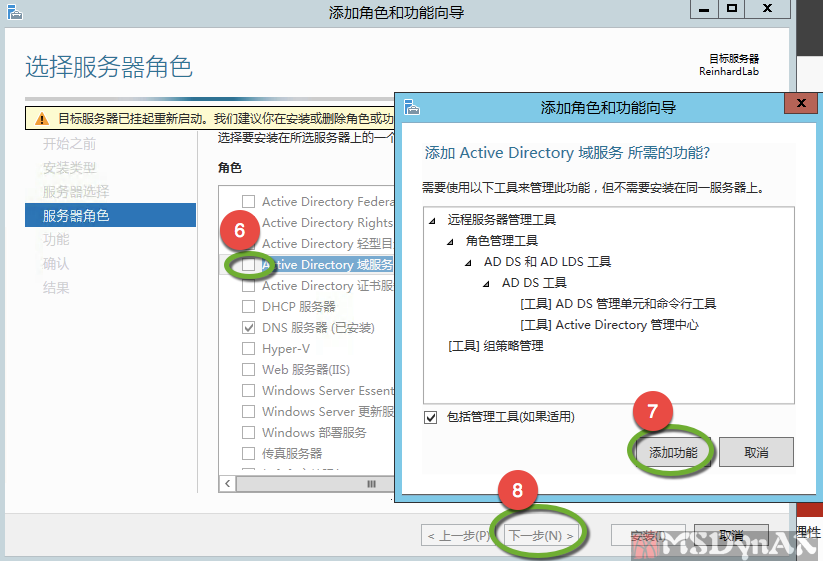 添加角色和功能向导
选择服务器角色
目标服务器
ReinhardLab
目标服务器已挂起重新启动。我们建议你在安装或删除角色或功
开始之前
安装类型
服务器选择
服务器角色
功能
确认
结果
选择要安装在所选服务器上的一个
角色
Active Directory Federa
Active Directory Rights
Active Directory 轻型目
6
Active Directory 域服务
Active Directory 证书服
DHCP 服务器
DNS 服务器 (已安装)
Hyper-V
Web 服务器(IIS)
Windows Server Essent
Windows Server 更新服
Windows 部署服务
传真服务器
添加角色和功能向导
添加 Active Directory 域服务 所需的功能?
需要使用以下工具来管理此功能，但不需要安装在同一服务器上。
远程服务器管理工具
角色管理工具
AD DS 和 AD LDS 工具
AD DS 工具
[工具] AD DS 管理单元和命令行工具
[工具] Active Directory 管理中心
[工具] 组策略管理
包括管理工具(如果适用)
7
添加功能
取消
8
< 上一步(P)
下一步(N) >
安装(I)
取消
理性
MSDynAX